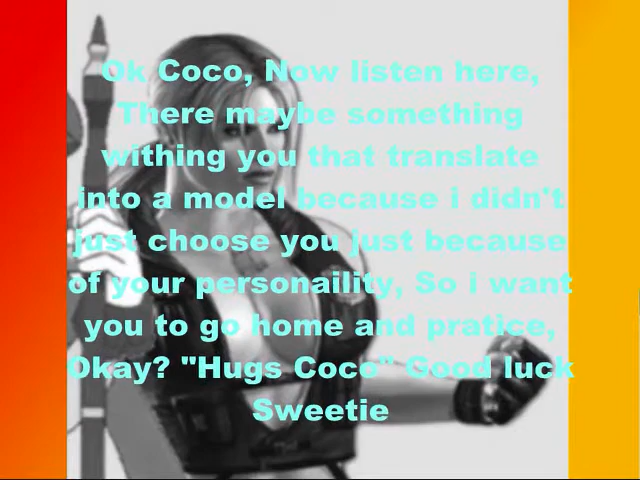 Ok Coco, Now listen here,
There maybe something
withing you that translate
into a model because i didn't
just choose you just because
of your personaility, So i want
you to go home and pratice,
Okay? "Hugs Coco" Good luck
Sweetie